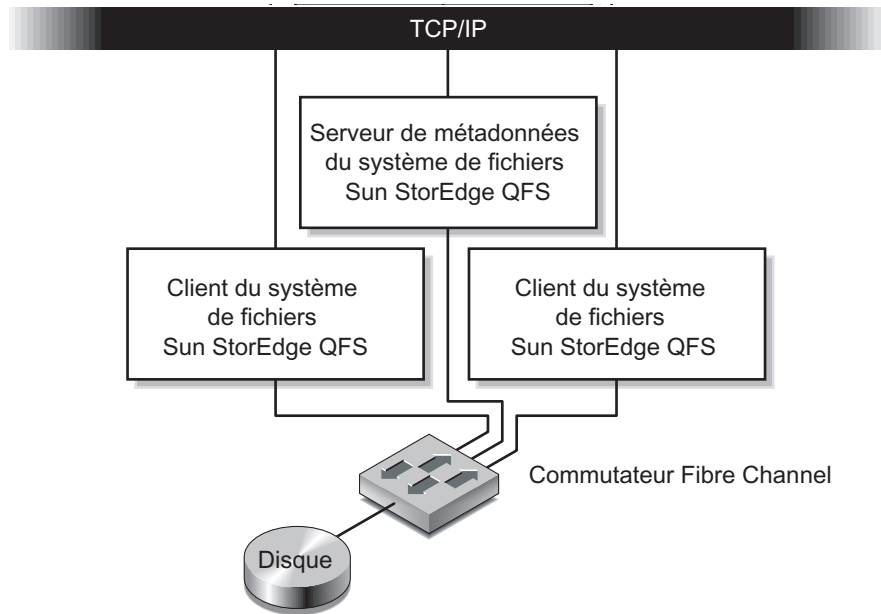 TCP/IP
Serveur de métadonnées
du système de fichiers
Sun StorEdge QFS
Client du système
de fichiers
Sun StorEdge QFS
Client du système
de fichiers
Sun StorEdge QFS
Commutateur Fibre Channel
Disque